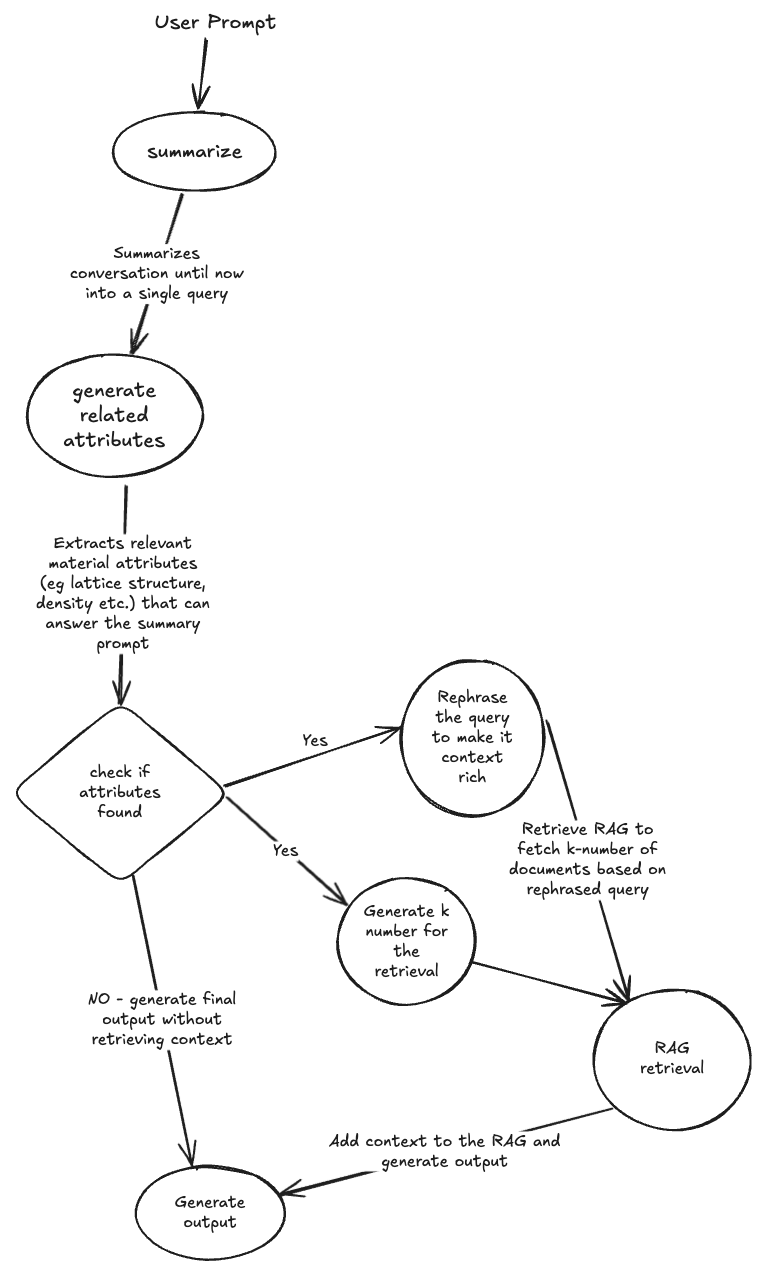 User Prompt
summarize
Summarizes
conversation until now
into a single query
generate
related
attributes
Extracts relevant
material attributes
(eg lattice structure,
density etc.) that can
answer the summary
prompt
check if
attributes
found
Yes
Rephrase
the query
to make it
context
rich
Yes
Generate k
number for
the
retrieval
Retrieve RAG to
fetch k-number of
documents based on
rephrased query
RAG
retrieval
NO - generate final
output without
retrieving context
Add context to the RAG and
generate output
Generate
output